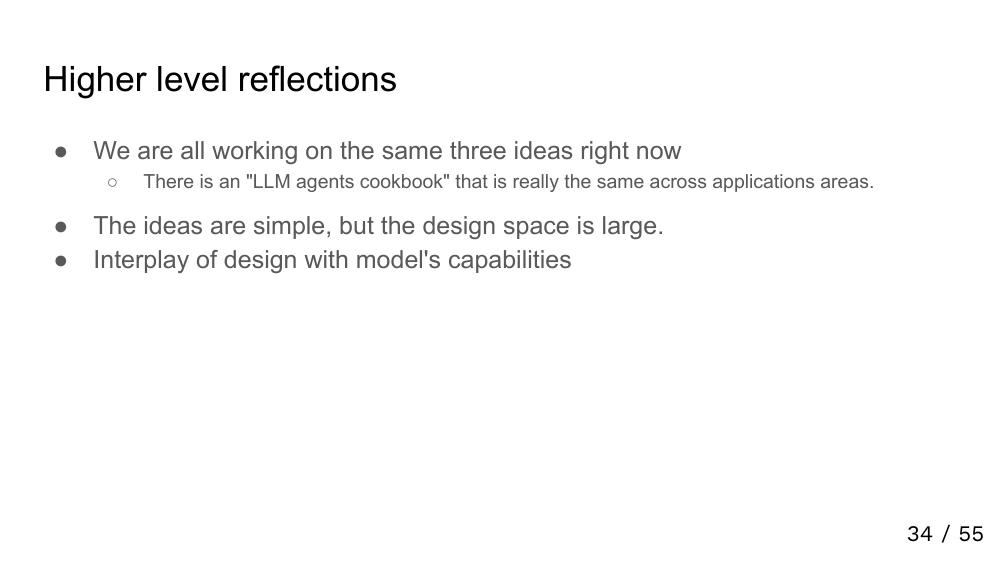 Higher level reflections
● We are all working on the same three ideas right now
○ There is an "LLM agents cookbook" that is really the same across applications areas.
● The ideas are simple, but the design space is large.
● Interplay of design with model's capabilities
34 / 55